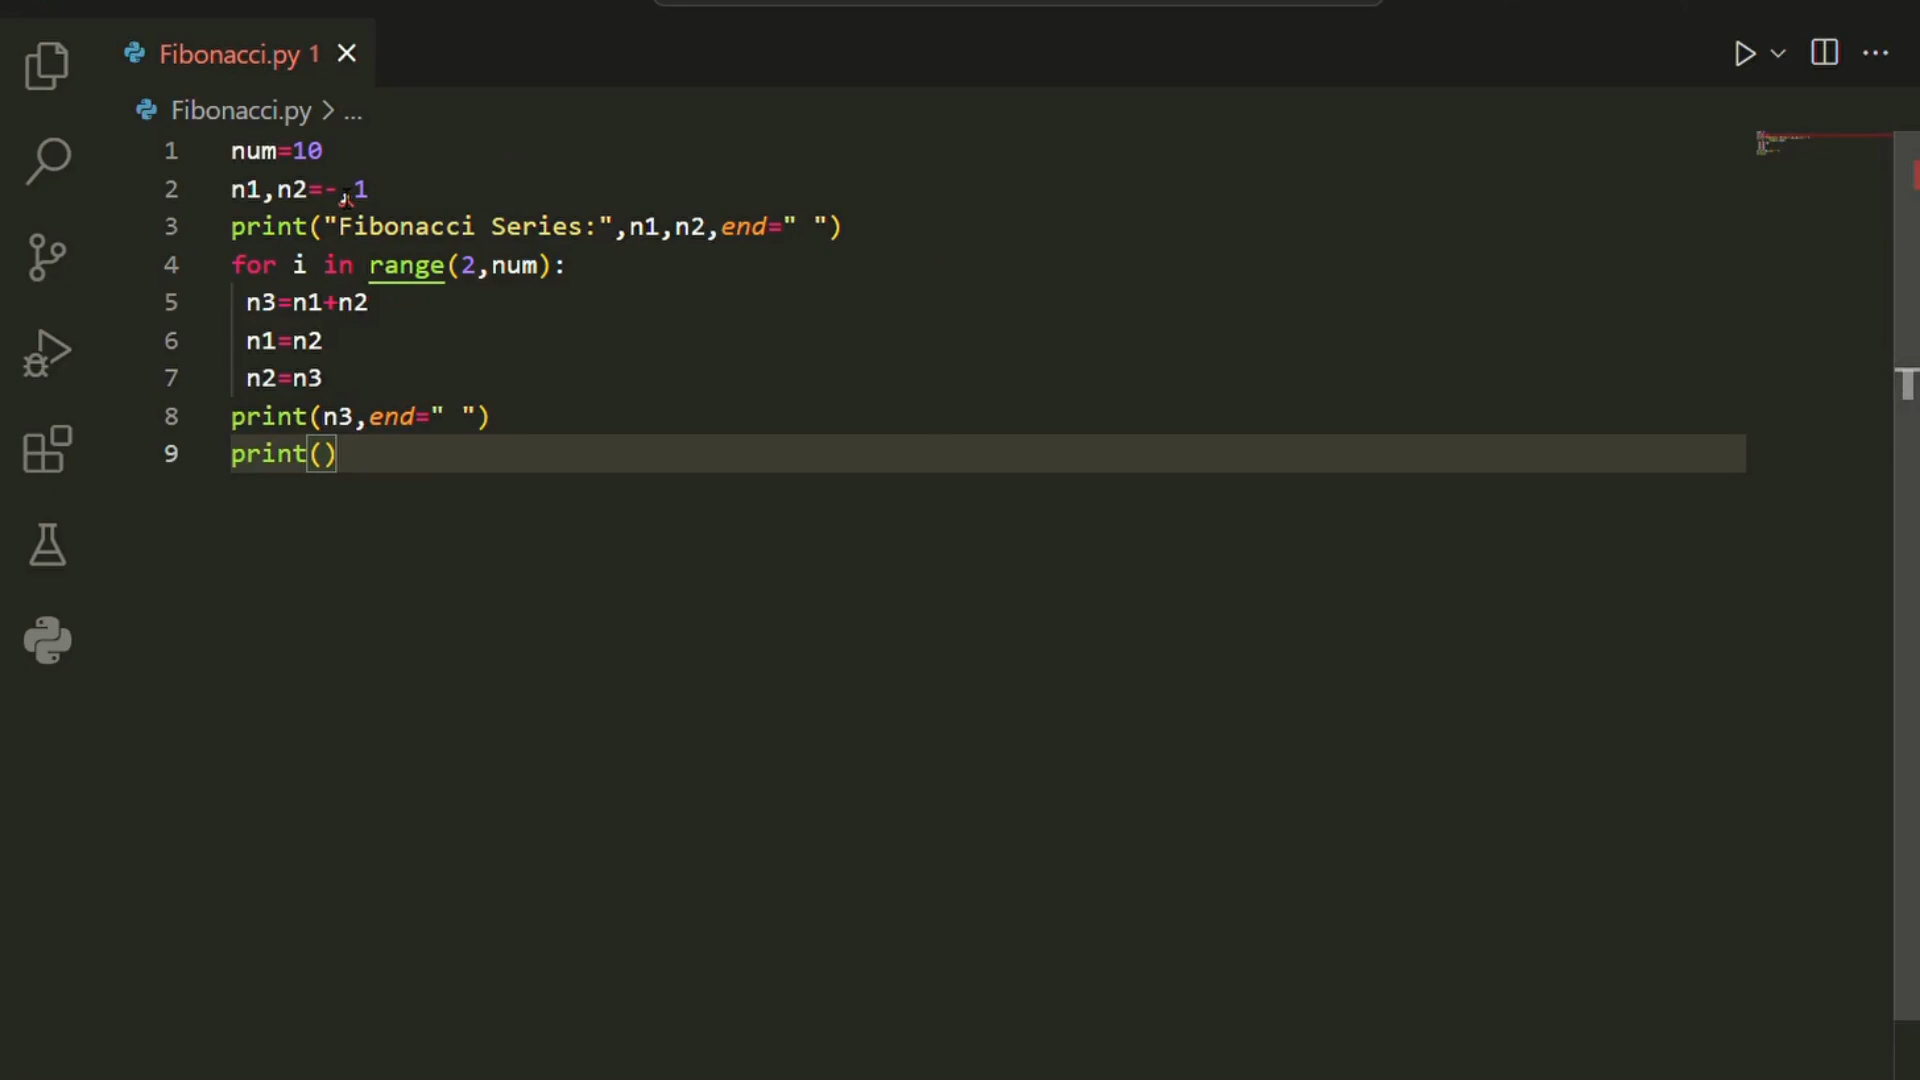 Fibonacci.py 1
Fibonacci.py > ...
1 num=10
2 n1,n2=-,1
3 print("Fibonacci Series:",n1,n2,end=" ")
4 for i in range(2,num):
5 n3=n1+n2
6 n1=n2
7 n2=n3
8 print(n3,end=" ")
9 print()